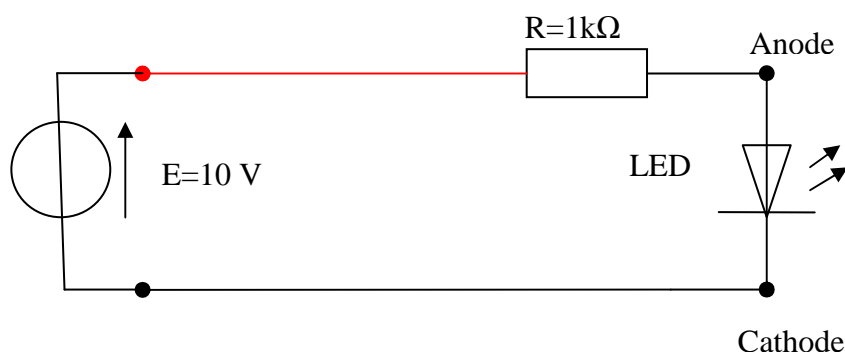 R=1kΩ
Anode
E=10 V
LED
Cathode